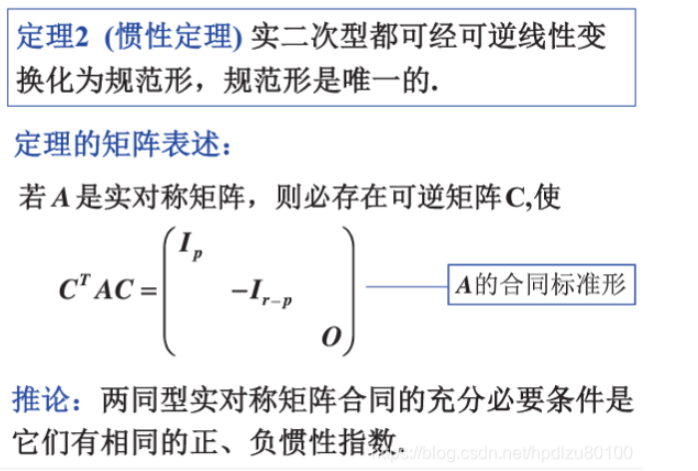 定理2 (惯性定理) 实二次型都可经可逆线性变
换化为规范形，规范形是唯一的.
定理的矩阵表述：
若A是实对称矩阵，则必存在可逆矩阵C,使
I_p
C^T AC = -I_{r-p} A的合同标准形
O
推论：两同型实对称矩阵合同的充分必要条件是
它们有相同的正、负惯性指数.
https://blog.csdn.net/hpdlzu80100